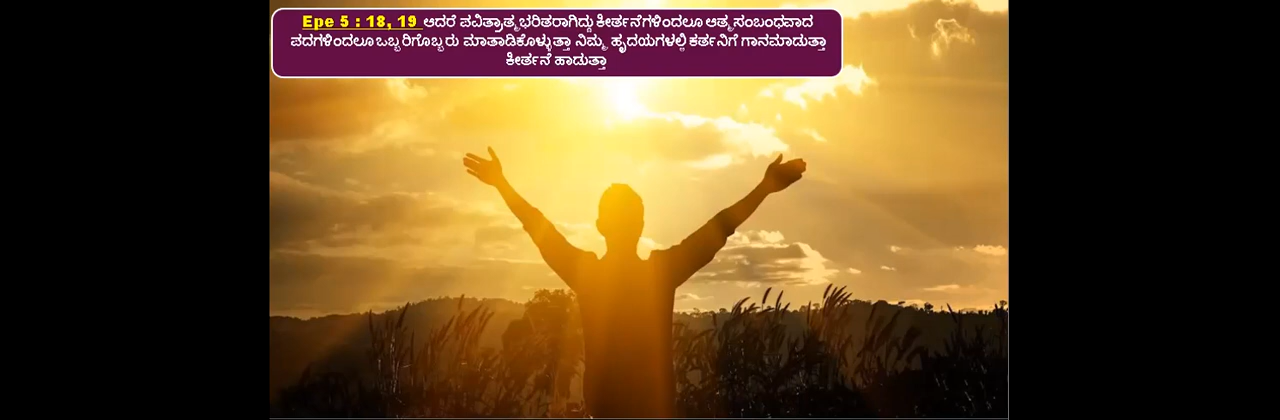 Epe 5 : 18, 19 ಆದರೆ ಪವಿತ್ರಾತ್ಮಭರಿತರಾಗಿದ್ದು ಕೀರ್ತನೆಗಳಿಂದಲೂ ಆತ್ಮಸಂಬಂಧವಾದ
ಪದಗಳಿಂದಲೂ ಒಬ್ಬರಿಗೊಬ್ಬರು ಮಾತಾಡಿಕೊಳ್ಳುತ್ತಾ ನಿಮ್ಮ ಹೃದಯಗಳಲ್ಲಿ ಕರ್ತನಿಗೆ ಗಾನಮಾಡುತ್ತಾ
ಕೀರ್ತನೆ ಹಾಡುತ್ತಾ